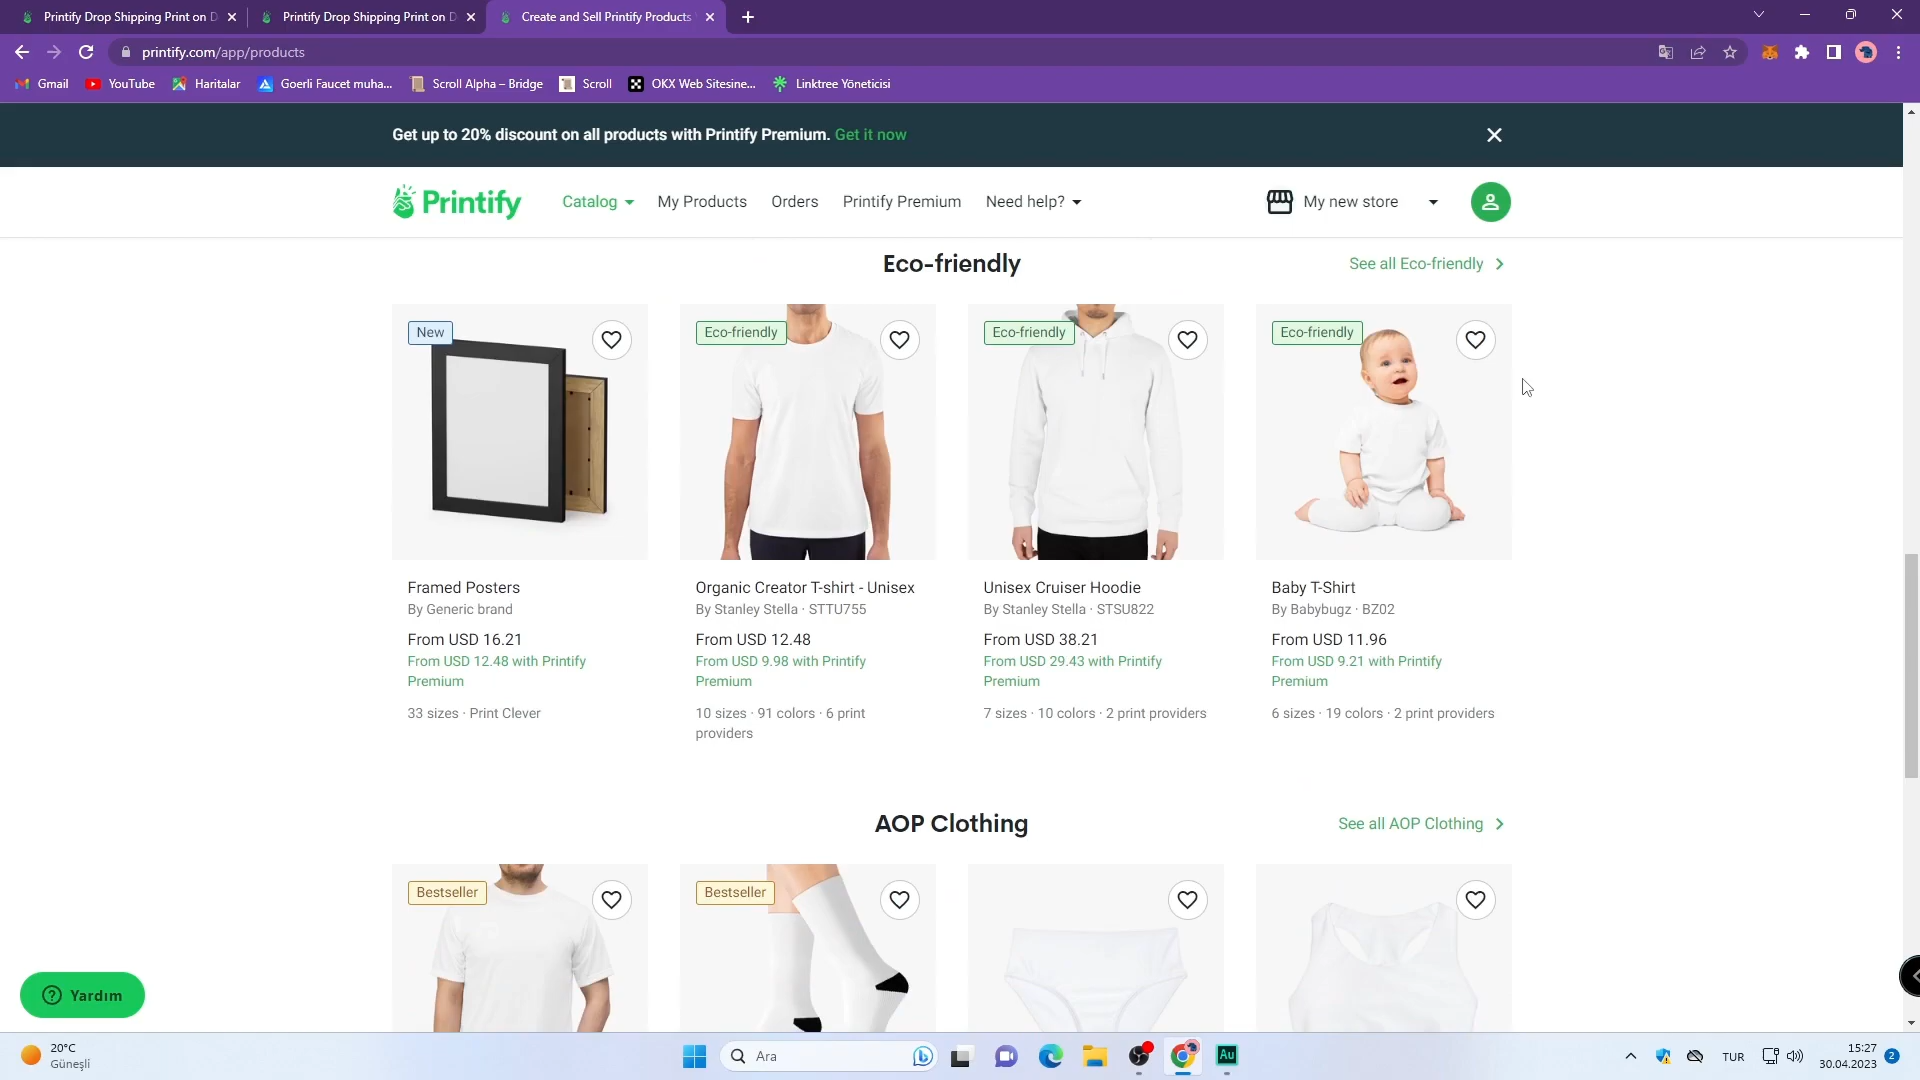 Printify Drop Shipping Print on D
Printify Drop Shipping Print on D
Create and Sell Printify Products
printify.com/app/products
Gmail
YouTube
Haritalar
Goerli Faucet muha...
Scroll Alpha – Bridge
Scroll
OKX Web Sitesine...
Linktree Yöneticisi
Get up to 20% discount on all products with Printify Premium. Get it now
Printify
Catalog
My Products
Orders
Printify Premium
Need help?
My new store
Eco-friendly
See all Eco-friendly
New
Eco-friendly
Eco-friendly
Eco-friendly
Framed Posters
By Generic brand
From USD 16.21
From USD 12.48 with Printify
Premium
33 sizes · Print Clever
Organic Creator T-shirt - Unisex
By Stanley Stella · STTU755
From USD 12.48
From USD 9.98 with Printify
Premium
10 sizes · 91 colors · 6 print
providers
Unisex Cruiser Hoodie
By Stanley Stella · STSU822
From USD 38.21
From USD 29.43 with Printify
Premium
7 sizes · 10 colors · 2 print providers
Baby T-Shirt
By Babybugz · BZ02
From USD 11.96
From USD 9.21 with Printify
Premium
6 sizes · 19 colors · 2 print providers
AOP Clothing
See all AOP Clothing
Bestseller
Bestseller
Yardım
20°C
Güneşli
Ara
Au
TUR
15:27
30.04.2023
2